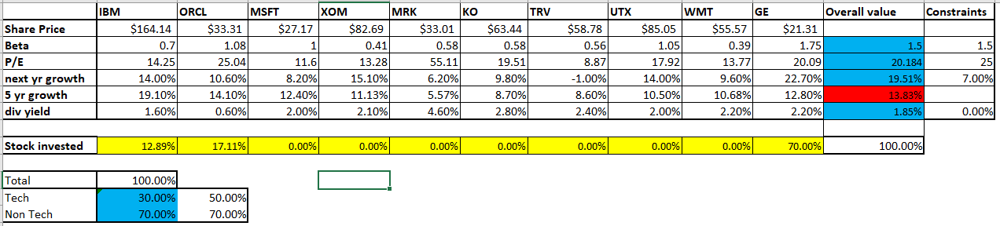 IBM ORCL MSFT XOM MRK KO TRV UTX WMT GE Overall value Constraints
Share Price $164.14 $33.31 $27.17 $82.69 $33.01 $63.44 $58.78 $85.05 $55.57 $21.31
Beta 0.7 1.08 1 0.41 0.58 0.58 0.56 1.05 0.39 1.75 1.5 1.5
P/E 14.25 25.04 11.6 13.28 55.11 19.51 8.87 17.92 13.77 20.09 20.184 25
next yr growth 14.00% 10.60% 8.20% 15.10% 6.20% 9.80% -1.00% 14.00% 9.60% 22.70% 19.51% 7.00%
5 yr growth 19.10% 14.10% 12.40% 11.13% 5.57% 8.70% 8.60% 10.50% 10.68% 12.80% 13.83%
div yield 1.60% 0.60% 2.00% 2.10% 4.60% 2.80% 2.40% 2.00% 2.20% 2.20% 1.85% 0.00%
Stock invested 12.89% 17.11% 0.00% 0.00% 0.00% 0.00% 0.00% 0.00% 0.00% 70.00% 100.00%
Total 100.00%
Tech 30.00% 50.00%
Non Tech 70.00% 70.00%